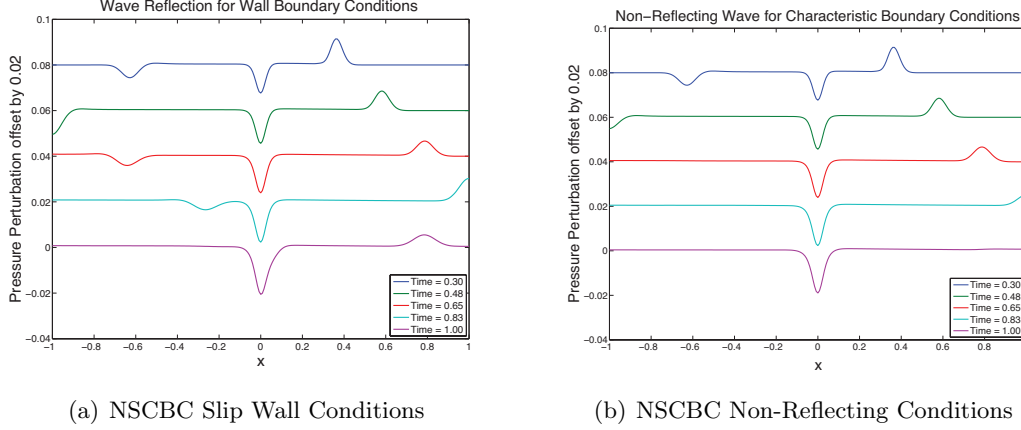 Wave Reflection for Wall Boundary Conditions
Pressure Perturbation offset by 0.02
0.1
0.08
0.06
0.04
0.02
0
−0.02
−0.04
−1 −0.8 −0.6 −0.4 −0.2 0 0.2 0.4 0.6 0.8 1
x
Time = 0.30
Time = 0.48
Time = 0.65
Time = 0.83
Time = 1.00
(a) NSCBC Slip Wall Conditions
Non−Reflecting Wave for Characteristic Boundary Conditions
Pressure Perturbation offset by 0.02
0.1
0.08
0.06
0.04
0.02
0
−0.02
−0.04
−1 −0.8 −0.6 −0.4 −0.2 0 0.2 0.4 0.6 0.8
x
Time = 0.30
Time = 0.48
Time = 0.65
Time = 0.83
Time = 1.00
(b) NSCBC Non-Reflecting Conditions